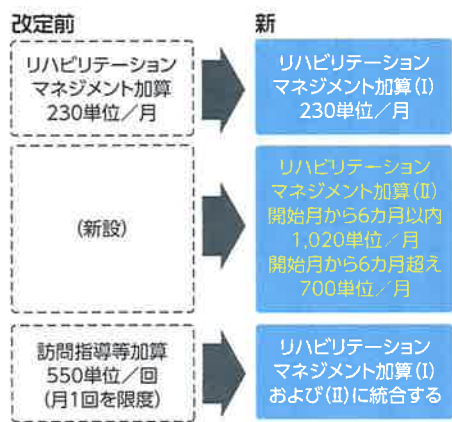 改定前
新
リハビリテーション
マネジメント加算
230単位／月
リハビリテーション
マネジメント加算(Ⅰ)
230単位／月
(新設)
リハビリテーション
マネジメント加算(Ⅱ)
開始月から6カ月以内
1,020単位／月
開始月から6カ月超え
700単位／月
訪問指導等加算
550単位／回
(月1回を限度)
リハビリテーション
マネジメント加算(Ⅰ)
および(Ⅱ)に統合する